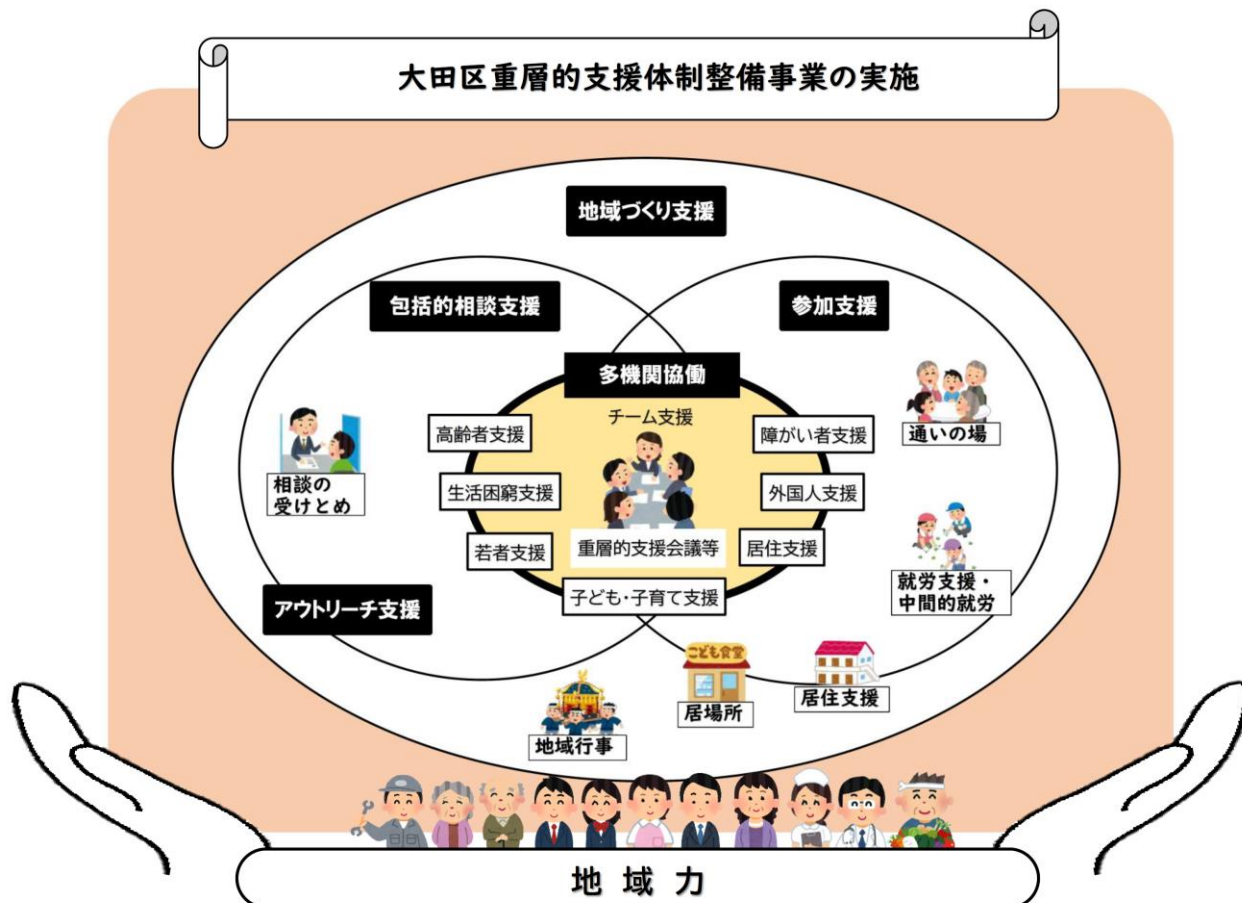 大田区重層的支援体制整備事業の実施
地域づくり支援
包括的相談支援
参加支援
多機関協働
チーム支援
高齢者支援
障がい者支援
通いの場
相談の
受けとめ
生活困窮支援
外国人支援
若者支援
重層的支援会議等
居住支援
就労支援・
中間的就労
アウトリーチ支援
子ども・子育て支援
こども食堂
居場所
居住支援
地域行事
地域力